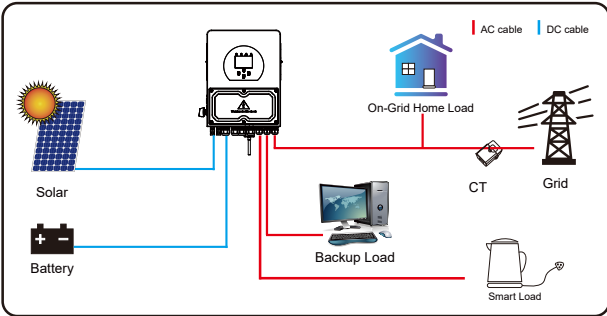 AC cable
DC cable
On-Grid Home Load
Solar
CT
Grid
Battery
Backup Load
Smart Load